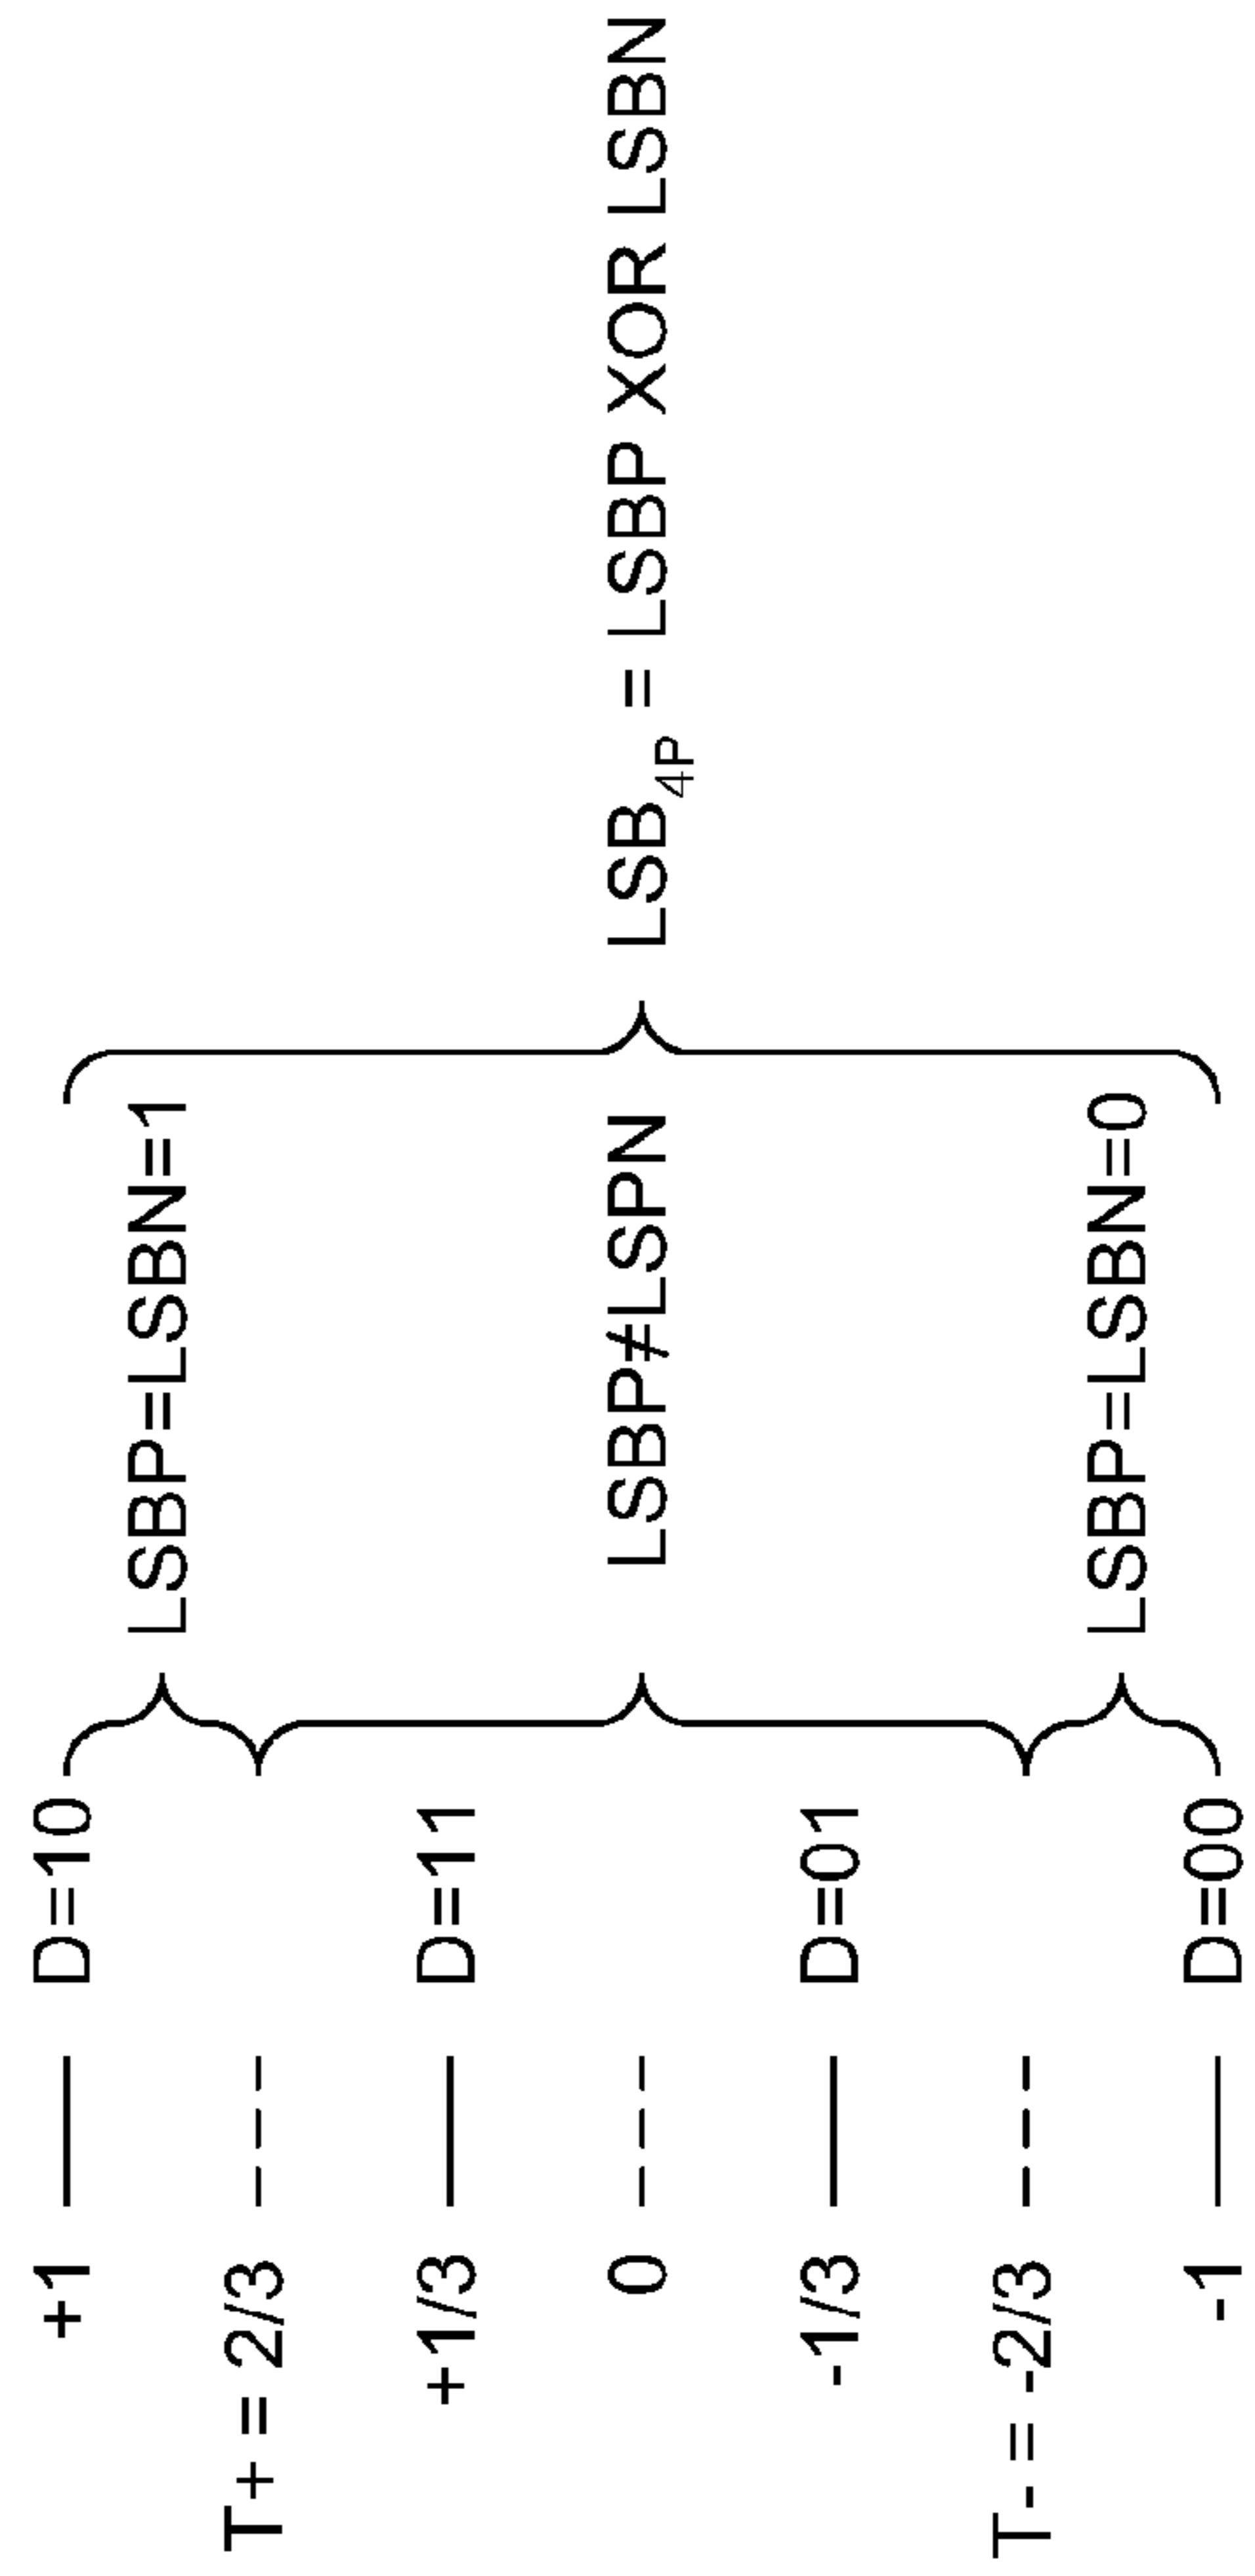 +1 D=10
LSBP=LSBN=1
T+ = 2/3
+1/3 D=11
0 LSBP≠LSPN LSB4P = LSBP XOR LSBN
-1/3 D=01
T- = -2/3
LSBP=LSBN=0
-1 D=00